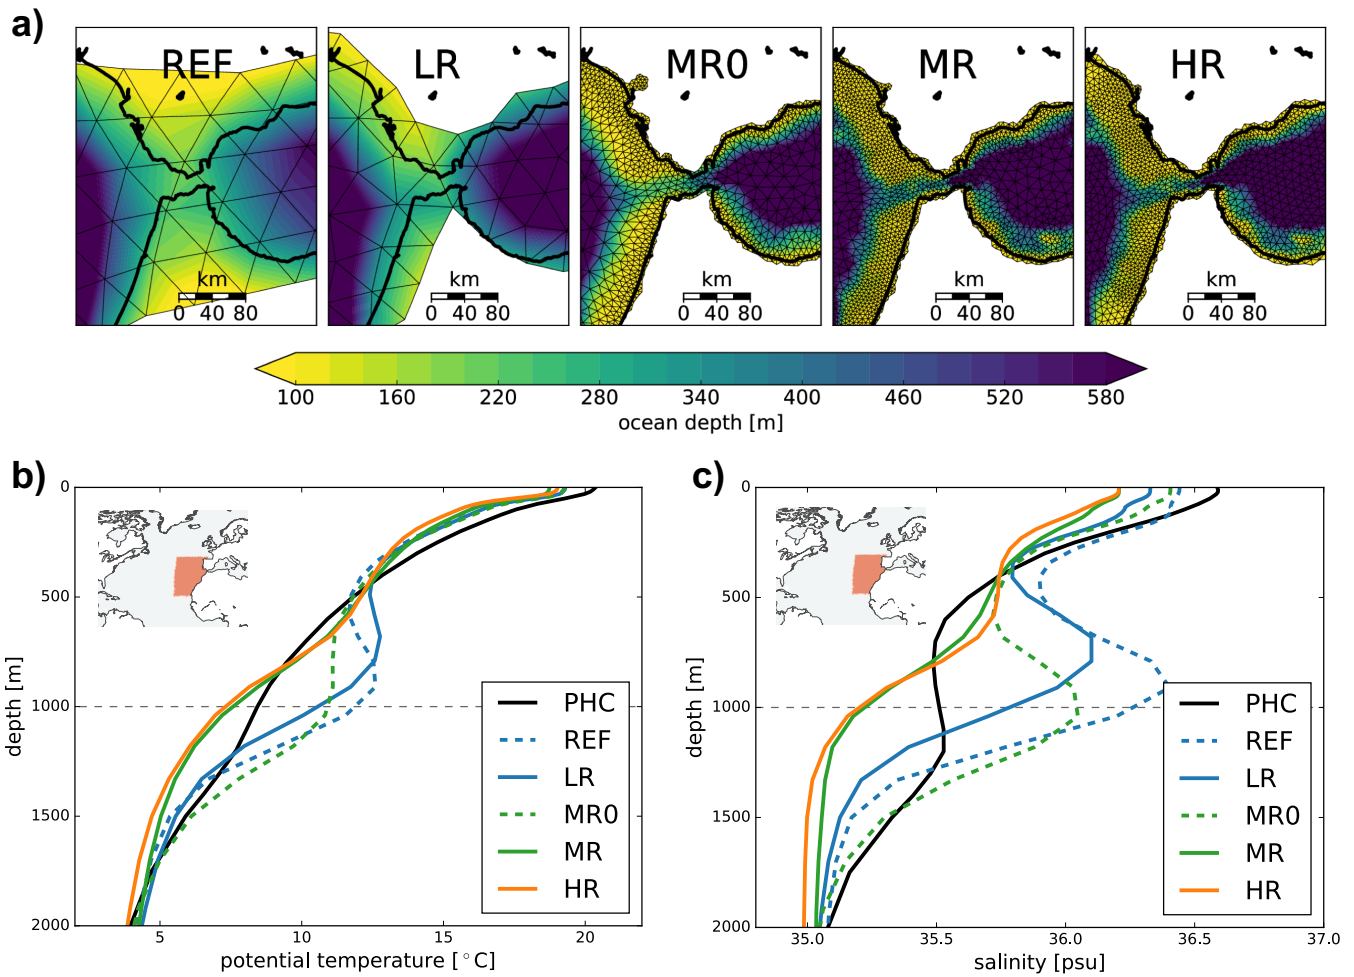 a)
REF
LR
MR0
MR
HR
km
0 40 80
km
0 40 80
km
0 40 80
km
0 40 80
km
0 40 80
100 160 220 280 340 400 460 520 580
ocean depth [m]
b)
0
500
1000
1500
2000
depth [m]
5 10 15 20
potential temperature [°C]
PHC
REF
LR
MR0
MR
HR
c)
0
500
1000
1500
2000
depth [m]
35.0 35.5 36.0 36.5 37.0
salinity [psu]
PHC
REF
LR
MR0
MR
HR